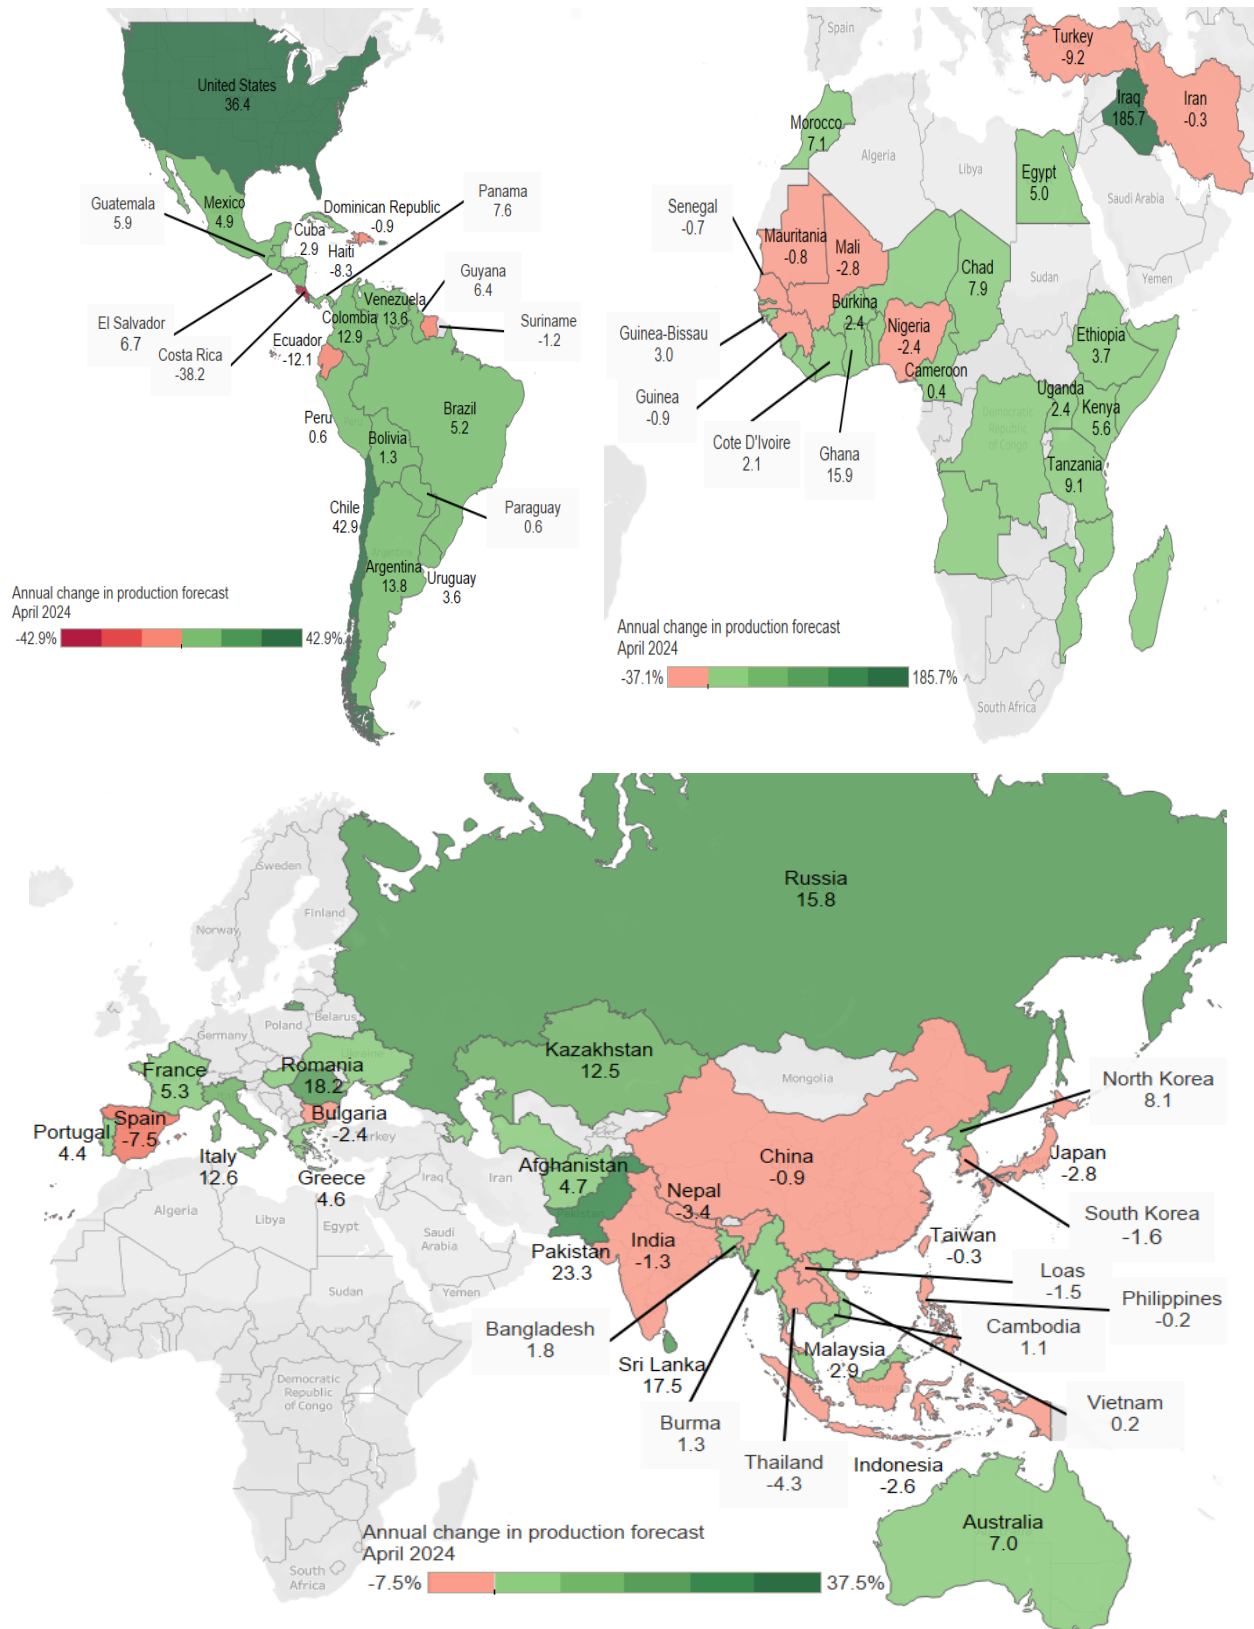 United States
36.4
Guatemala
5.9
Mexico
4.9
Dominican Republic
-0.9
Panama
7.6
Cuba
2.9
Haiti
-8.3
Guyana
6.4
El Salvador
6.7
Costa Rica
-38.2
Venezuela
13.6
Colombia
12.9
Ecuador
-12.1
Suriname
-1.2
Peru
0.6
Peru
Brazil
5.2
Bolivia
1.3
Chile
42.9
Paraguay
0.6
Argentina
Argentina
13.8
Uruguay
3.6
Annual change in production forecast
April 2024
-42.9%
42.9%
Spain
Turkey
-9.2
Iraq
185.7
Iran
-0.3
Morocco
7.1
Algeria
Libya
Egypt
5.0
Saudi Arabia
Senegal
-0.7
Mauritania
-0.8
Mali
-2.8
Chad
7.9
Sudan
Yemen
Guinea-Bissau
3.0
Burkina
2.4
Nigeria
-2.4
Ethiopia
3.7
Guinea
-0.9
Cameroon
0.4
Uganda
2.4
Kenya
5.6
Cote D'Ivoire
2.1
Ghana
15.9
Democratic
Republic
of Congo
Tanzania
9.1
South Africa
Annual change in production forecast
April 2024
-37.1%
185.7%
Russia
15.8
Sweden
Finland
Norway
Belarus
Poland
Germany
Ukraine
France
5.3
Romania
18.2
Kazakhstan
12.5
Mongolia
North Korea
8.1
Portugal
4.4
Spain
-7.5
Bulgaria
-2.4
Turkey
Italy
12.6
Greece
4.6
Afghanistan
4.7
China
-0.9
Japan
-2.8
Nepal
-3.4
South Korea
-1.6
Algeria
Libya
Egypt
Iraq
Iran
Saudi
Arabia
Pakistan
Pakistan
23.3
India
-1.3
Taiwan
-0.3
Loas
-1.5
Philippines
-0.2
Sudan
Yemen
Bangladesh
1.8
Sri Lanka
17.5
Malaysia
2.9
Cambodia
1.1
Vietnam
0.2
Democratic
Republic
of Congo
Burma
1.3
Thailand
-4.3
Indonesia
Indonesia
-2.6
Australia
7.0
South
Africa
Annual change in production forecast
April 2024
-7.5%
37.5%